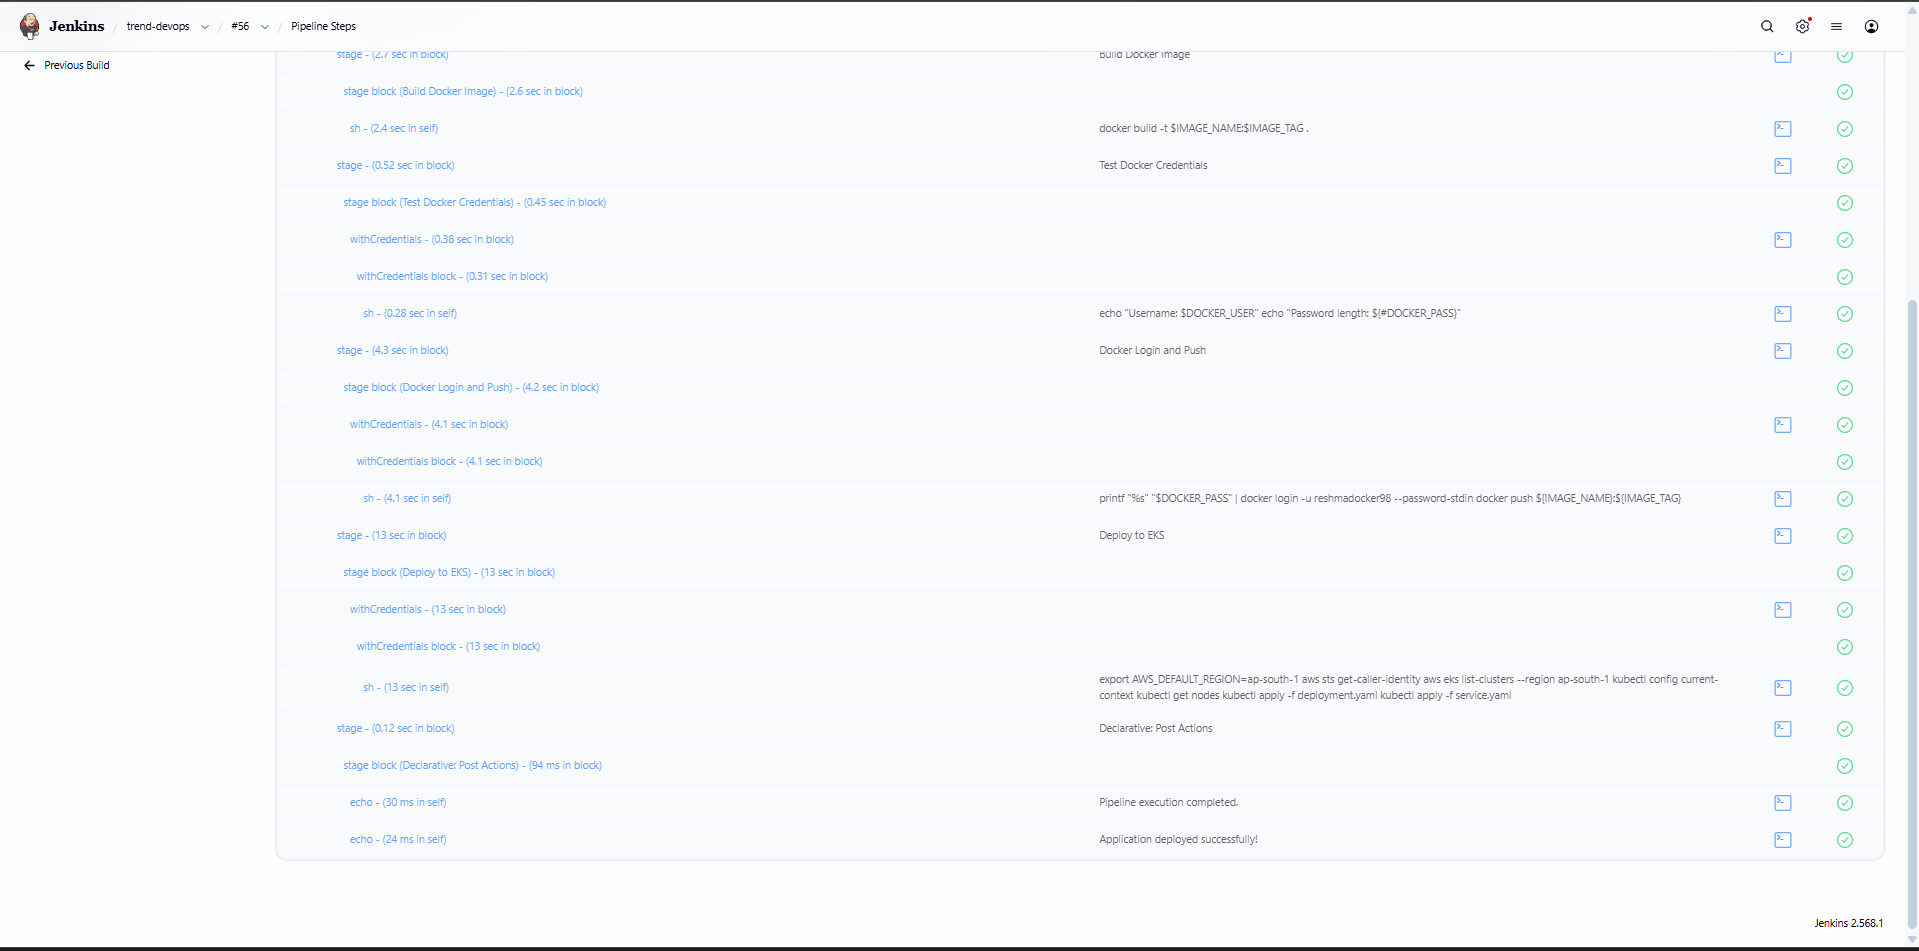 Jenkins / trend-devops / #56 / Pipeline Steps
Previous Build
stage - (2.7 sec in block) Build Docker Image
stage block (Build Docker Image) - (2.6 sec in block)
sh - (2.4 sec in self) docker build -t $IMAGE_NAME:$IMAGE_TAG .
stage - (0.52 sec in block) Test Docker Credentials
stage block (Test Docker Credentials) - (0.45 sec in block)
withCredentials - (0.38 sec in block)
withCredentials block - (0.31 sec in block)
sh - (0.28 sec in self) echo "Username: $DOCKER_USER" echo "Password length: ${#DOCKER_PASS}"
stage - (4.3 sec in block) Docker Login and Push
stage block (Docker Login and Push) - (4.2 sec in block)
withCredentials - (4.1 sec in block)
withCredentials block - (4.1 sec in block)
sh - (4.1 sec in self) printf "%s" "$DOCKER_PASS" | docker login -u reshmadocker98 --password-stdin docker push ${IMAGE_NAME}:${IMAGE_TAG}
stage - (13 sec in block) Deploy to EKS
stage block (Deploy to EKS) - (13 sec in block)
withCredentials - (13 sec in block)
withCredentials block - (13 sec in block)
sh - (13 sec in self) export AWS_DEFAULT_REGION=ap-south-1 aws sts get-caller-identity aws eks list-clusters --region ap-south-1 kubectl config current-
context kubectl get nodes kubectl apply -f deployment.yaml kubectl apply -f service.yaml
stage - (0.12 sec in block) Declarative: Post Actions
stage block (Declarative: Post Actions) - (94 ms in block)
echo - (30 ms in self) Pipeline execution completed.
echo - (24 ms in self) Application deployed successfully!
Jenkins 2.568.1